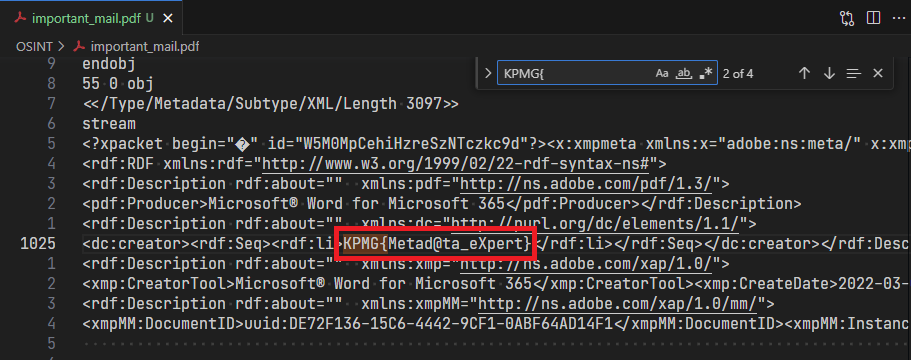 important_mail.pdf U
OSINT > important_mail.pdf
KPMG{
Aa ab .* 2 of 4
9 endobj
8 55 0 obj
7 <</Type/Metadata/Subtype/XML/Length 3097>>
6 stream
5 <?xpacket begin="�" id="W5M0MpCehiHzreSzNTczkc9d"?><x:xmpmeta xmlns:x="adobe:ns:meta/" x:xmp
4 <rdf:RDF xmlns:rdf="http://www.w3.org/1999/02/22-rdf-syntax-ns#">
3 <rdf:Description rdf:about=""  xmlns:pdf="http://ns.adobe.com/pdf/1.3/">
2 <pdf:Producer>Microsoft® Word for Microsoft 365</pdf:Producer></rdf:Description>
1 <rdf:Description rdf:about=""  xmlns:dc="http://purl.org/dc/elements/1.1/">
1025 <dc:creator><rdf:Seq><rdf:li>KPMG{Metad@ta_eXpert}</rdf:li></rdf:Seq></dc:creator></rdf:Desc
1 <rdf:Description rdf:about=""  xmlns:xmp="http://ns.adobe.com/xap/1.0/">
2 <xmp:CreatorTool>Microsoft® Word for Microsoft 365</xmp:CreatorTool><xmp:CreateDate>2022-03-
3 <rdf:Description rdf:about=""  xmlns:xmpMM="http://ns.adobe.com/xap/1.0/mm/">
4 <xmpMM:DocumentID>uuid:DE72F136-15C6-4442-9CF1-0ABF64AD14F1</xmpMM:DocumentID><xmpMM:Instanc
5